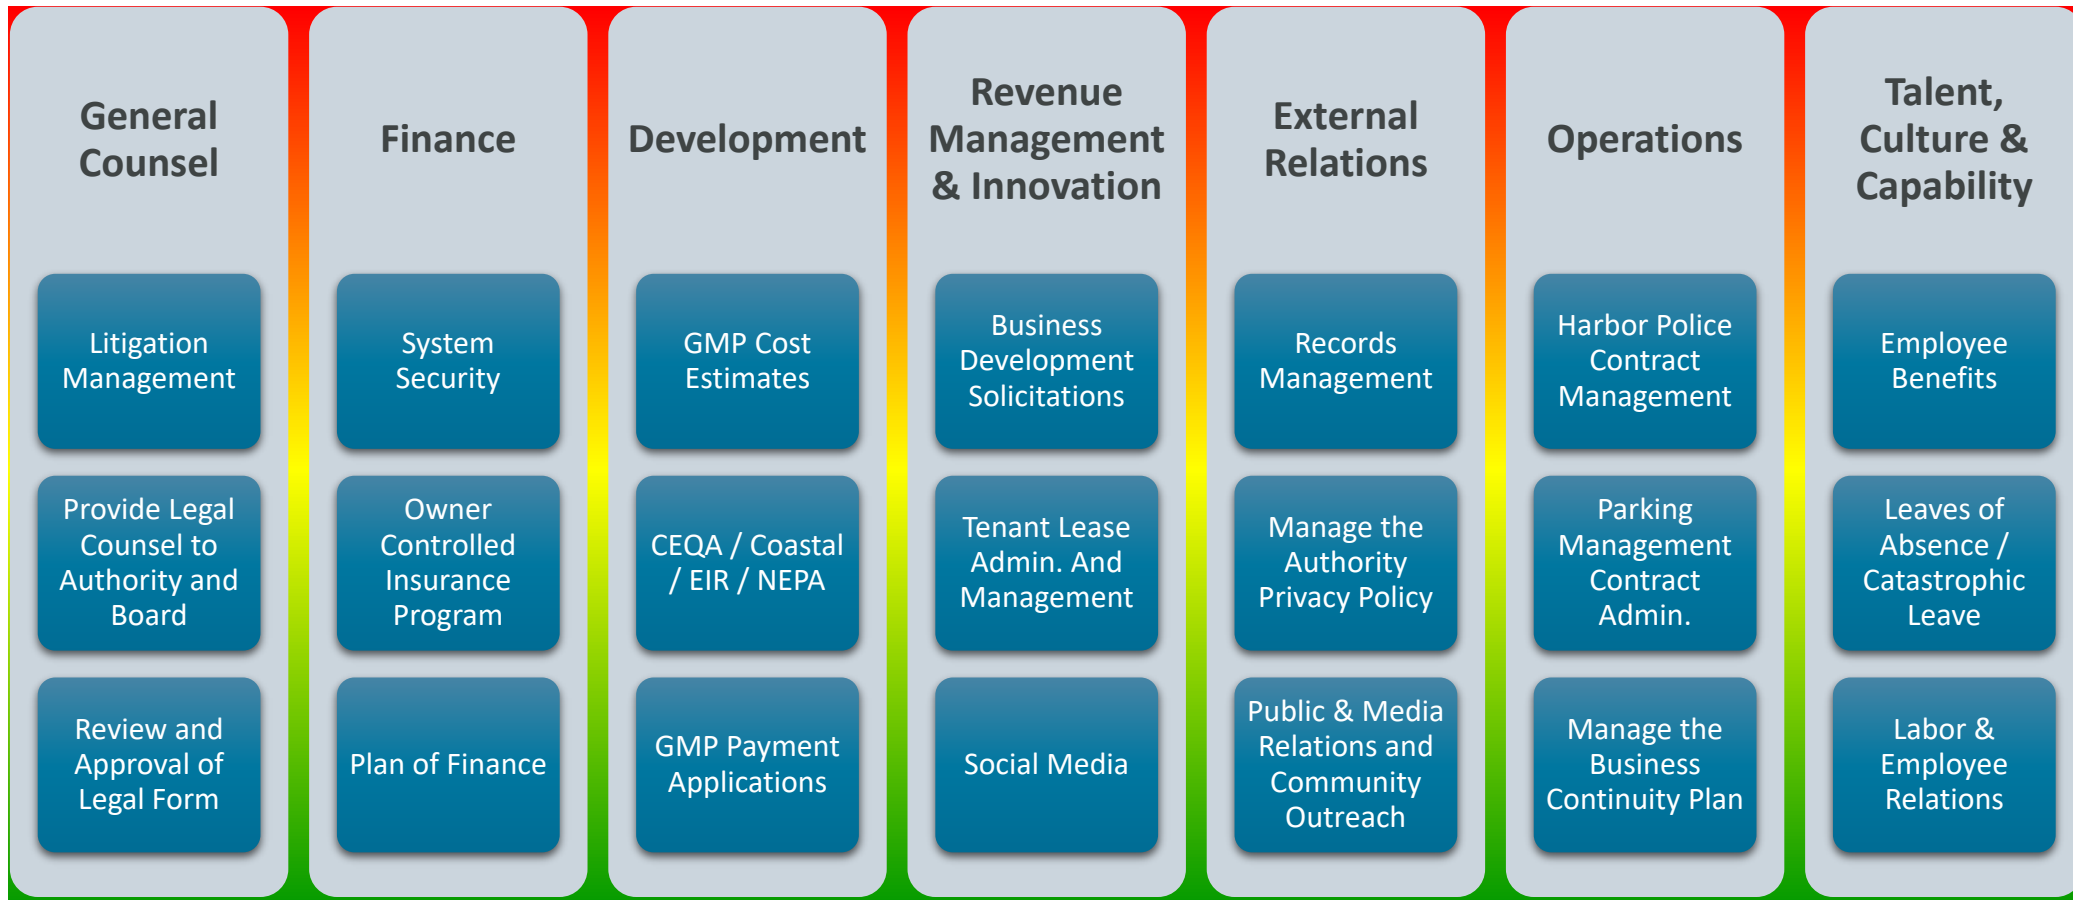 General
Counsel
Litigation
Management
Provide Legal
Counsel to
Authority and
Board
Review and
Approval of
Legal Form
Finance
System
Security
Owner
Controlled
Insurance
Program
Plan of Finance
Development
GMP Cost
Estimates
CEQA / Coastal
/ EIR / NEPA
GMP Payment
Applications
Revenue
Management
& Innovation
Business
Development
Solicitations
Tenant Lease
Admin. And
Management
Social Media
External
Relations
Records
Management
Manage the
Authority
Privacy Policy
Public & Media
Relations and
Community
Outreach
Operations
Harbor Police
Contract
Management
Parking
Management
Contract
Admin.
Manage the
Business
Continuity Plan
Talent,
Culture &
Capability
Employee
Benefits
Leaves of
Absence /
Catastrophic
Leave
Labor &
Employee
Relations